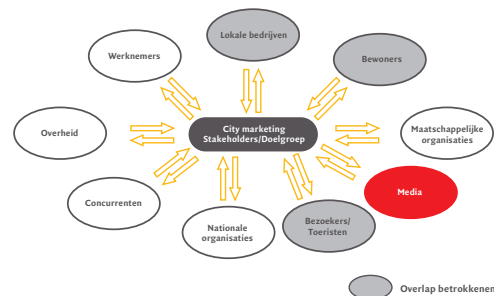 Lokale bedrijven
Werknemers
Bewoners
Overheid
City marketing
Stakeholders/Doelgroep
Maatschappelijke
organisaties
Media
Concurrenten
Nationale
organisaties
Bezoekers/
Toeristen
Overlap betrokkenen